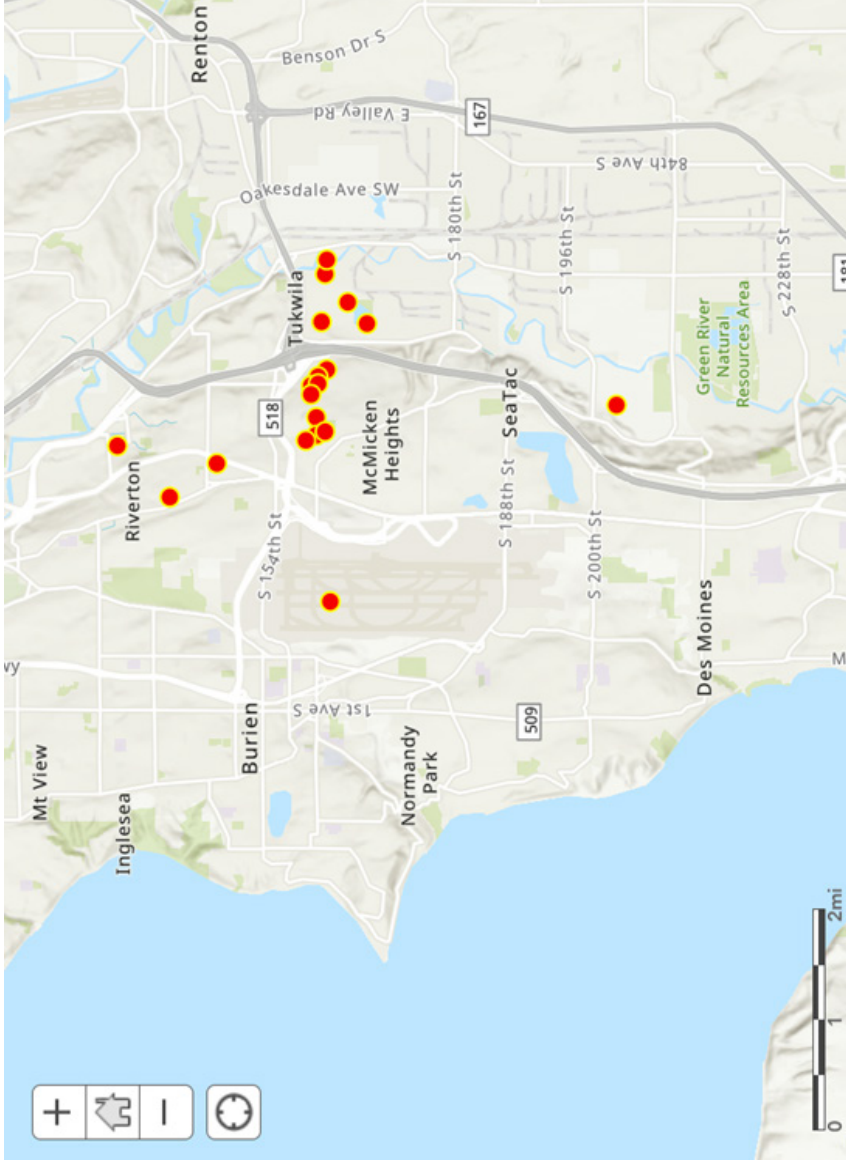 Renton
Benson Dr S
E Valley Rd
167
84th Ave S
Oakesdale Ave SW
S 180th St
S 196th St
S 228th St
181
Tukwila
Green River
Natural
Resources Area
518
McMicken
Heights
SeaTac
Riverton
S 154th St
S 188th St
S 200th St
Des Moines
1st Ave S
509
Burien
Normandy
Park
Mt View
Inglesea
+
−
0
1
2mi